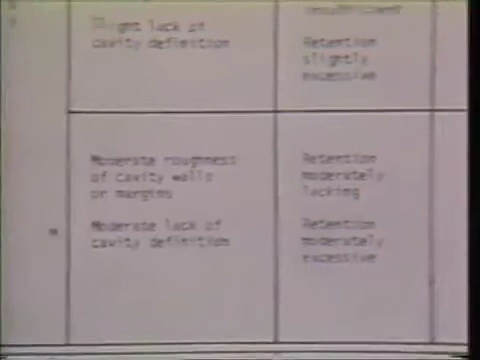 Slight lack of
cavity definition
insufficient
Retention
slightly
excessive
Moderate roughness
of cavity walls
or margins
Moderate lack of
cavity definition
Retention
moderately
lacking
Retention
moderately
excessive